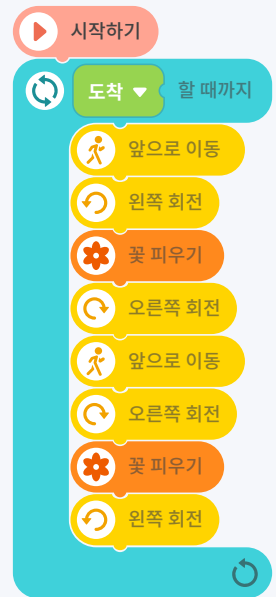 시작하기
도착 할 때까지
앞으로 이동
왼쪽 회전
꽃 피우기
오른쪽 회전
앞으로 이동
오른쪽 회전
꽃 피우기
왼쪽 회전